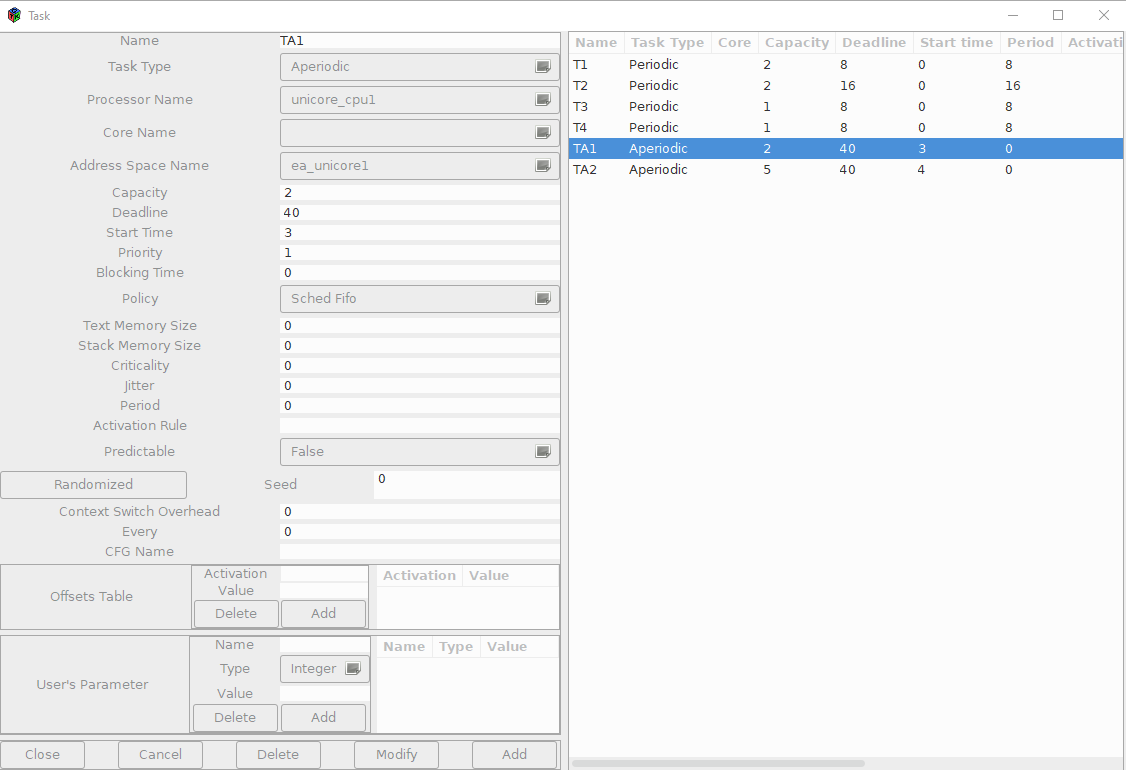 Task
Name TA1
Task Type Aperiodic
Processor Name unicore_cpu1
Core Name
Address Space Name ea_unicore1
Capacity 2
Deadline 40
Start Time 3
Priority 1
Blocking Time 0
Policy Sched Fifo
Text Memory Size 0
Stack Memory Size 0
Criticality 0
Jitter 0
Period 0
Activation Rule
Predictable False
Randomized Seed 0
Context Switch Overhead 0
Every 0
CFG Name
Offsets Table
Activation
Value
Delete Add
Activation Value
User's Parameter
Name
Type Integer
Value
Delete Add
Name Type Value
Close Cancel Delete Modify Add
Name Task Type Core Capacity Deadline Start time Period Activati
T1 Periodic 2 8 0 8
T2 Periodic 2 16 0 16
T3 Periodic 1 8 0 8
T4 Periodic 1 8 0 8
TA1 Aperiodic 2 40 3 0
TA2 Aperiodic 5 40 4 0